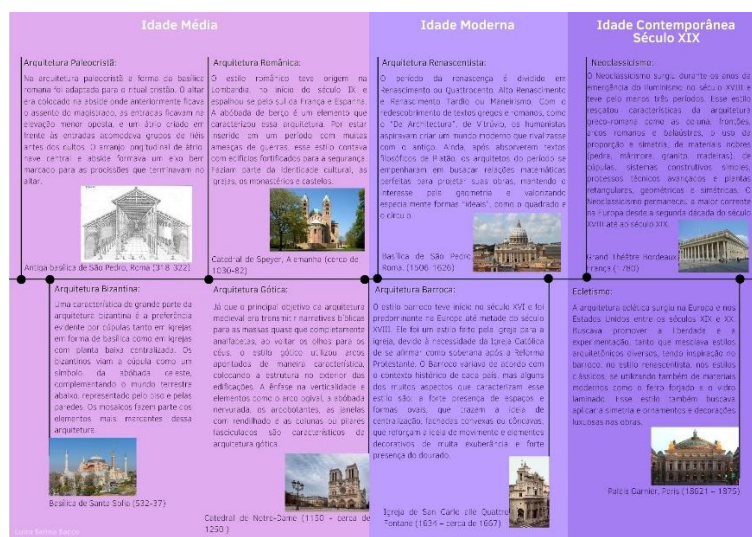 Idade Média
Idade Moderna
Idade Contemporânea
Século XIX
Arquitetura Paleocristã:
Na arquitetura paleocristã a forma da basílica
romana foi adaptada para o ritual cristão. O altar
era colocado na abside onde anteriormente ficava
o assento do magistrado, as entradas ficavam na
elevação menor oposta, e um átrio criado em
frente às entradas acomodava grupos de fiéis
antes dos cultos. O arranjo longitudinal de átrio,
nave central e abside formava um eixo bem
marcado para as procissões que terminavam no
altar.
Antiga basílica de São Pedro, Roma (318-322)
Arquitetura Românica:
O estilo românico teve origem na
Lombardia, no início do século IX e
espalhou-se pelo sul da França e Espanha.
A abóbada de berço é um elemento que
caracterizou essa arquitetura. Por estar
inserido em um período com muitas
ameaças de guerras, esse estilo contava
com edifícios fortificados para a segurança.
Faziam parte da identidade cultural, as
igrejas, os monastérios e castelos.
Catedral de Speyer, Alemanha (cerca de
1030-82)
Arquitetura Renascentista:
O período da renascença é dividido em
Renascimento ou Quattrocento, Alto Renascimento
e Renascimento Tardio ou Maneirismo. Com o
redescobrimento de textos gregos e romanos, como
o "De Architectura", de Vitrúvio, os humanistas
aspiravam criar um mundo moderno que rivalizasse
com o antigo. Ainda, após absorverem textos
filosóficos de Platão, os arquitetos do período se
empenharam em buscar relações matemáticas
perfeitas para projetar suas obras, mantendo o
interesse pela geometria e valorizando
especialmente formas "ideais", como o quadrado e
o círculo.
Basílica de São Pedro
Roma. (1506-1626)
Neoclassicismo:
O Neoclassicismo surgiu durante os anos da
emergência do Iluminismo no século XVIII e
teve pelo menos três períodos. Esse estilo
resgatou características da arquitetura
greco-romana como as colunas, frontões,
arcos romanos e balaústres, o uso da
proporção e simetria, de materiais nobres
(pedra, mármore, granito, madeiras), de
cúpulas, sistemas construtivos simples,
processos técnicos avançados e plantas
retangulares, geométricas e simétricas. O
Neoclassicismo permaneceu a maior corrente
na Europa desde a segunda década do século
XVIII até ao século XIX.
Grand Théâtre Bordeaux
França (1780)
Arquitetura Bizantina:
Uma característica de grande parte da
arquitetura bizantina é a preferência
evidente por cúpulas tanto em igrejas
em forma de basílica como em igrejas
com planta baixa centralizada. Os
bizantinos viam a cúpula como um
símbolo da abóbada celeste,
complementando o mundo terrestre
abaixo, representado pelo piso e pelas
paredes. Os mosaicos fazem parte dos
elementos mais marcantes dessa
arquitetura.
Basílica de Santa Sofia (532-37)
Arquitetura Gótica:
Já que o principal objetivo da arquitetura
medieval era transmitir narrativas bíblicas
para as massas quase que completamente
analfabetas, ao voltar os olhos para os
céus, o estilo gótico utilizou arcos
apontados de maneira característica,
colocando a estrutura no exterior das
edificações. A ênfase na verticalidade e
elementos como o arco ogival, a abóbada
nervurada, os arcobotantes, as janelas
com rendilhado e as colunas ou pilares
fasciculados são características da
arquitetura gótica.
Catedral de Notre-Dame (1150 - cerca de
1250 )
Arquitetura Barroca:
O estilo barroco teve início no século XVI e foi
predominante na Europa até metade do século
XVIII. Ele foi um estilo feito pela igreja para a
igreja, devido à necessidade da Igreja Católica
de se afirmar como soberana após a Reforma
Protestante. O Barroco variava de acordo com
o contexto histórico de cada país, mas alguns
dos muitos aspectos que caracterizam esse
estilo são: a forte presença de espaços e
formas ovais, que trazem a ideia de
centralização, fachadas convexas ou côncavas,
que reforçam a ideia de movimento e elementos
decorativos de muita exuberância e forte
presença do dourado.
Igreja de San Carlo alle Quattre
Fontane (1634 – cerca de 1667)
Ecletismo:
A arquitetura eclética surgiu na Europa e nos
Estados Unidos entre os séculos XIX e XX.
Buscava promover a liberdade e a
experimentação, tanto que mesclava estilos
arquitetônicos diversos, tendo inspiração no
barroco, no estilo renascentista, nos estilos
clássicos, se utilizando também de materiais
modernos como o ferro forjado e o vidro
laminado. Esse estilo também buscava
aplicar a simetria e ornamentos e decorações
luxuosas nas obras.
Palais Garnier, Paris (18621 – 1875)